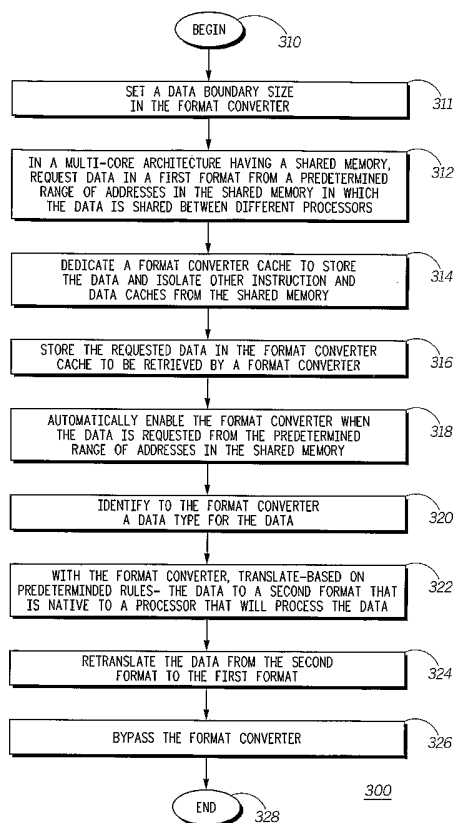 BEGIN
310
SET A DATA BOUNDARY SIZE
IN THE FORMAT CONVERTER
311
IN A MULTI-CORE ARCHITECTURE HAVING A SHARED MEMORY,
REQUEST DATA IN A FIRST FORMAT FROM A PREDETERMINED
RANGE OF ADDRESSES IN THE SHARED MEMORY IN WHICH
THE DATA IS SHARED BETWEEN DIFFERENT PROCESSORS
312
DEDICATE A FORMAT CONVERTER CACHE TO STORE
THE DATA AND ISOLATE OTHER INSTRUCTION AND
DATA CACHES FROM THE SHARED MEMORY
314
STORE THE REQUESTED DATA IN THE FORMAT CONVERTER
CACHE TO BE RETRIEVED BY A FORMAT CONVERTER
316
AUTOMATICALLY ENABLE THE FORMAT CONVERTER WHEN
THE DATA IS REQUESTED FROM THE PREDETERMINED
RANGE OF ADDRESSES IN THE SHARED MEMORY
318
IDENTIFY TO THE FORMAT CONVERTER
A DATA TYPE FOR THE DATA
320
WITH THE FORMAT CONVERTER, TRANSLATE-BASED ON
PREDETERMINDED RULES- THE DATA TO A SECOND FORMAT THAT
IS NATIVE TO A PROCESSOR THAT WILL PROCESS THE DATA
322
RETRANSLATE THE DATA FROM THE SECOND
FORMAT TO THE FIRST FORMAT
324
BYPASS THE FORMAT CONVERTER
326
END
328
300